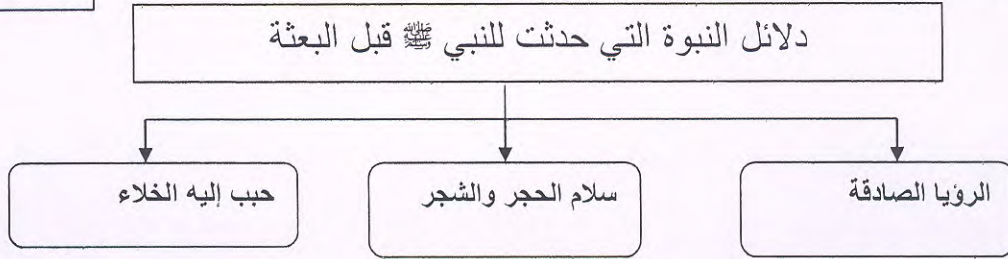 دلائل النبوة التي حدثت للنبي ﷺ قبل البعثة
الرؤيا الصادقة
سلام الحجر والشجر
حبب إليه الخلاء